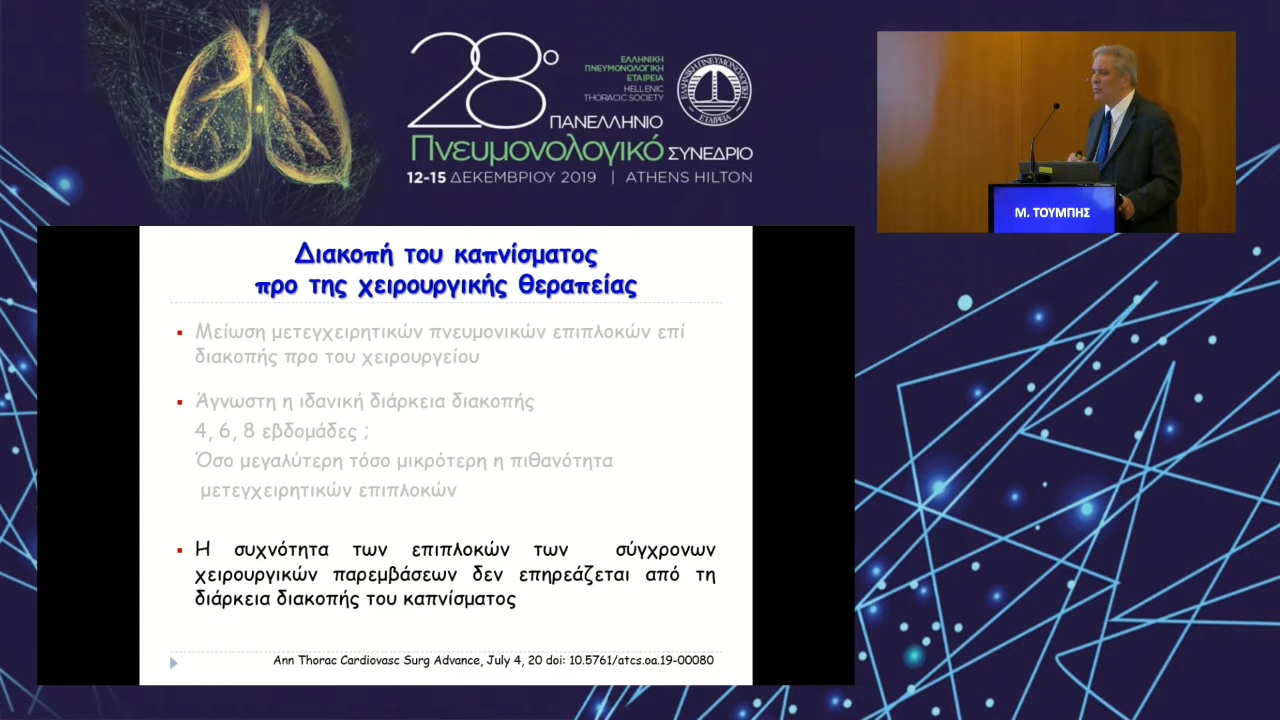 28ο
ΕΛΛΗΝΙΚΗ
ΠΝΕΥΜΟΝΟΛΟΓΙΚΗ
ΕΤΑΙΡΕΙΑ
HELLENIC
THORACIC SOCIETY
ΕΛΛΗΝΙΚΗ ΠΝΕΥΜΟΝΟΛΟΓΙΚΗ
ΕΤΑΙΡΕΙΑ
ΠΑΝΕΛΛΗΝΙΟ
Πνευμονολογικό ΣΥΝΕΔΡΙΟ
12-15 ΔΕΚΕΜΒΡΙΟΥ 2019 | ATHENS HILTON
Μ. ΤΟΥΜΠΗΣ
Διακοπή του καπνίσματος
προ της χειρουργικής θεραπείας
Μείωση μετεγχειρητικών πνευμονικών επιπλοκών επί
διακοπής προ του χειρουργείου
Άγνωστη η ιδανική διάρκεια διακοπής
4, 6, 8 εβδομάδες ;
Όσο μεγαλύτερη τόσο μικρότερη η πιθανότητα
μετεγχειρητικών επιπλοκών
Η συχνότητα των επιπλοκών των σύγχρονων
χειρουργικών παρεμβάσεων δεν επηρεάζεται από τη
διάρκεια διακοπής του καπνίσματος
Ann Thorac Cardiovasc Surg Advance, July 4, 20 doi: 10.5761/atcs.oa.19-00080